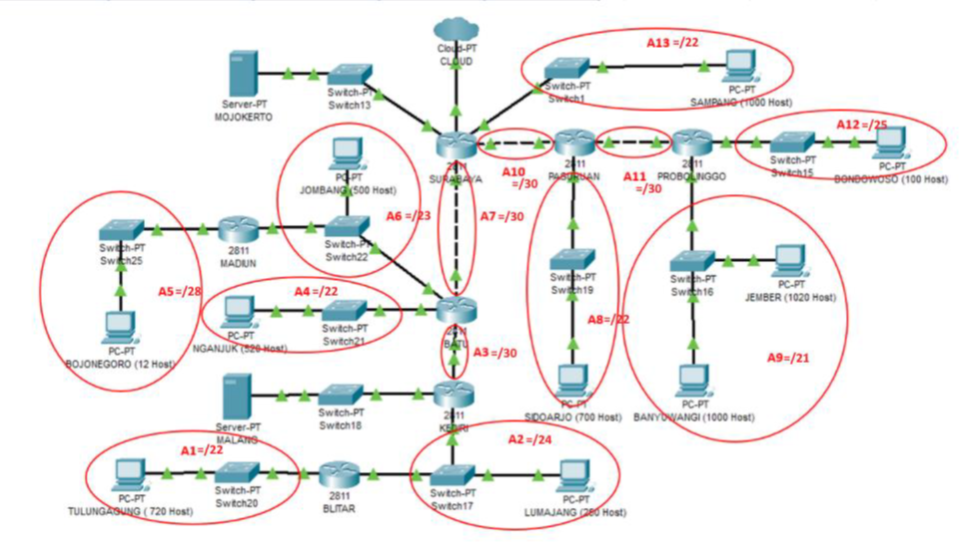 Cloud-PT
CLOUD
A13 =/22
Switch-PT
Switch1
PC-PT
SAMPANG (1000 Host)
Server-PT
MOJOKERTO
Switch-PT
Switch13
2811
SURABAYA
A10
=/30
2811
PASURUAN
A11
=/30
2811
PROBOLINGGO
A12 =/25
Switch-PT
Switch15
PC-PT
BONDOWOSO (100 Host)
PC-PT
JOMBANG (500 Host)
A6 =/23
Switch-PT
Switch22
A7 =/30
Switch-PT
Switch25
2811
MADIUN
A5=/28
PC-PT
BOJONEGORO (12 Host)
A4 =/22
PC-PT
NGANJUK (520 Host)
Switch-PT
Switch21
2811
BATU
A3 =/30
Switch-PT
Switch19
A8=/22
PC-PT
SIDOARJO (700 Host)
Switch-PT
Switch16
PC-PT
JEMBER (1020 Host)
A9=/21
PC-PT
BANYUWANGI (1000 Host)
Server-PT
MALANG
Switch-PT
Switch18
2811
KEDIRI
A1=/22
PC-PT
TULUNGAGUNG ( 720 Host)
Switch-PT
Switch20
2811
BLITAR
A2 =/24
Switch-PT
Switch17
PC-PT
LUMAJANG (250 Host)